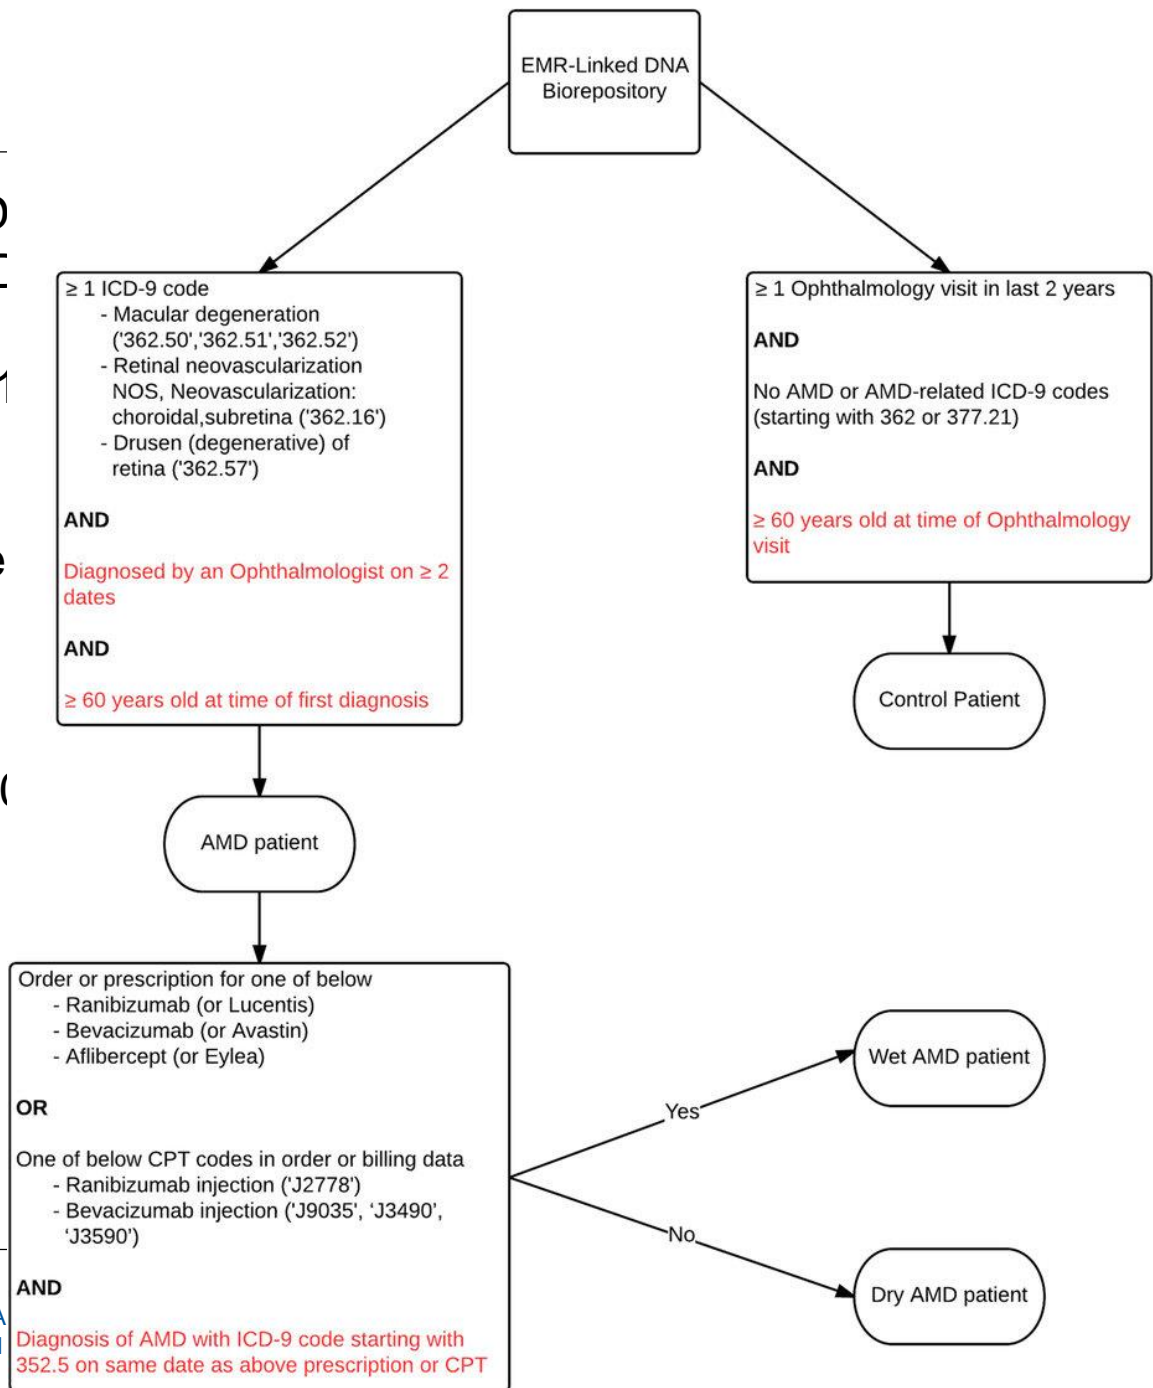 EMR-Linked DNA
Biorepository
≥ 1 ICD-9 code
- Macular degeneration
('362.50','362.51','362.52')
- Retinal neovascularization
NOS, Neovascularization:
choroidal,subretina ('362.16')
- Drusen (degenerative) of
retina ('362.57')
AND
Diagnosed by an Ophthalmologist on ≥ 2
dates
AND
≥ 60 years old at time of first diagnosis
≥ 1 Ophthalmology visit in last 2 years
AND
No AMD or AMD-related ICD-9 codes
(starting with 362 or 377.21)
AND
≥ 60 years old at time of Ophthalmology
visit
Control Patient
AMD patient
Order or prescription for one of below
- Ranibizumab (or Lucentis)
- Bevacizumab (or Avastin)
- Aflibercept (or Eylea)
OR
One of below CPT codes in order or billing data
- Ranibizumab injection ('J2778')
- Bevacizumab injection ('J9035', ‘J3490’,
‘J3590’)
AND
Diagnosis of AMD with ICD-9 code starting with
352.5 on same date as above prescription or CPT
Yes
Wet AMD patient
No
Dry AMD patient